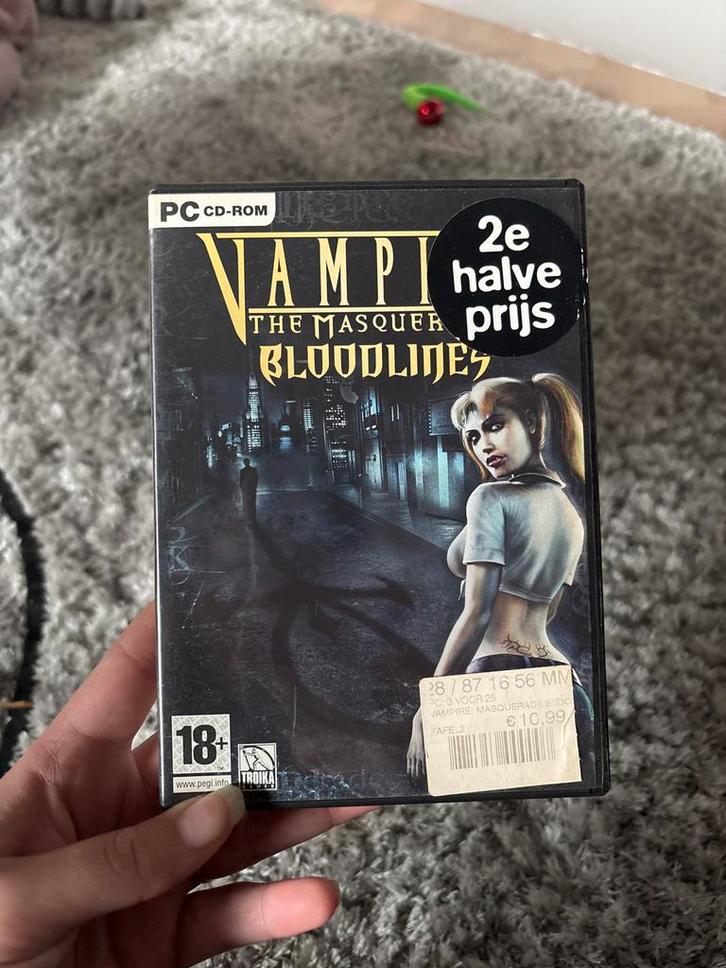 PC CD-ROM
2e
halve
prijs
VAMPI
THE MASQUER
BLOODLINES
28 / 87 16 56 MM
PC: 3 VOOR 25
VAMPIRE: MASQUERADE BLOO
TAFEL2
€ 10.99
18+
www.pegi.info
TROIKA